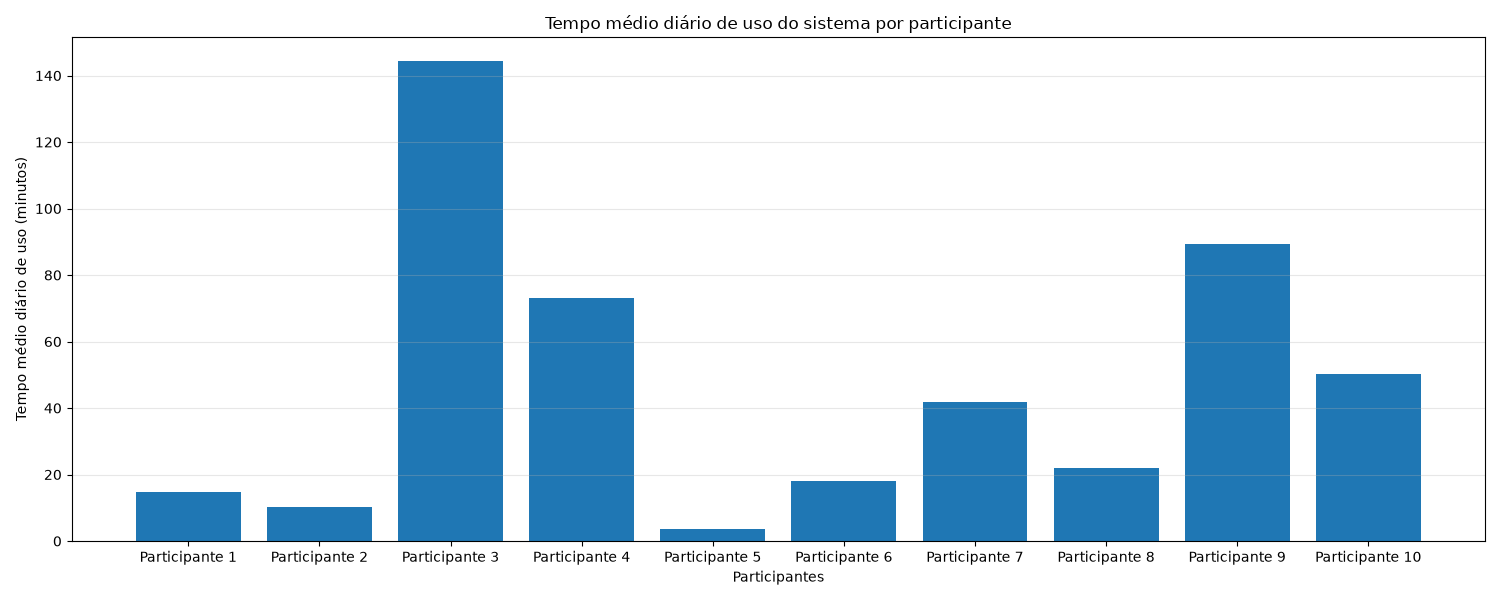 Tempo médio diário de uso do sistema por participante
Tempo médio diário de uso (minutos)
140
120
100
80
60
40
20
0
Participante 1
Participante 2
Participante 3
Participante 4
Participante 5
Participante 6
Participante 7
Participante 8
Participante 9
Participante 10
Participantes